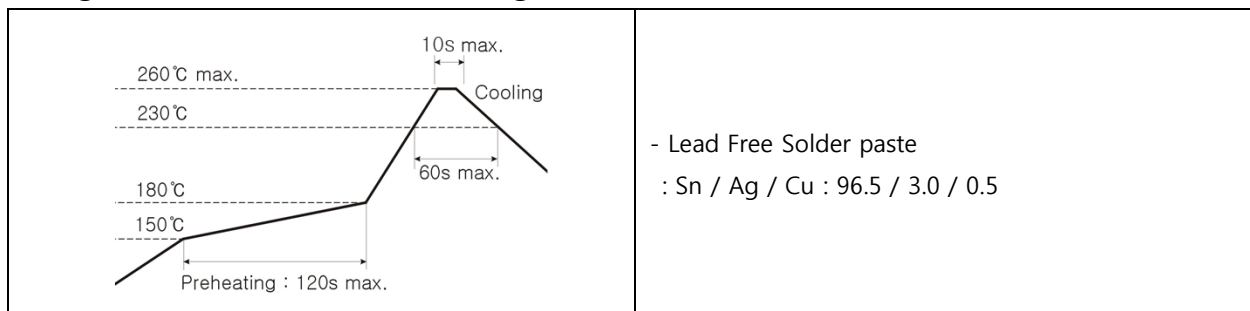 10s max.
260℃ max.
Cooling
230℃
60s max.
180℃
150℃
Preheating : 120s max.
- Lead Free Solder paste
: Sn / Ag / Cu : 96.5 / 3.0 / 0.5